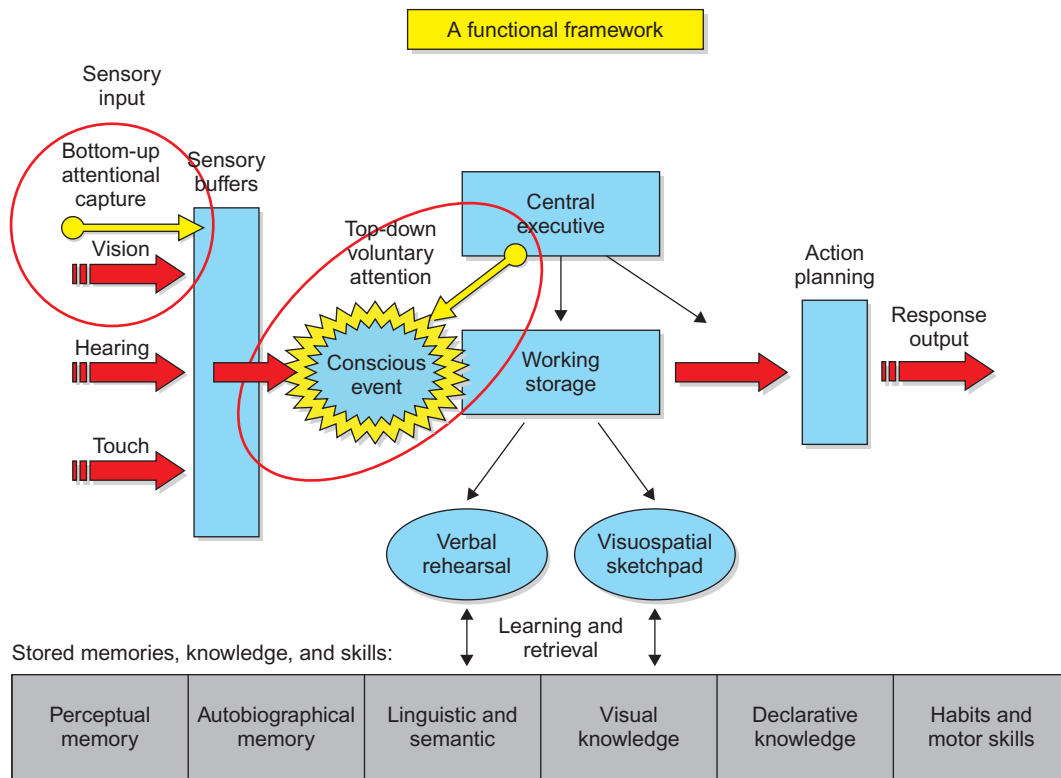 A functional framework
Sensory
input
Bottom-up
attentional
capture
Sensory
buffers
Vision
Hearing
Touch
Top-down
voluntary
attention
Conscious
event
Central
executive
Working
storage
Action
planning
Response
output
Verbal
rehearsal
Visuospatial
sketchpad
Learning and
retrieval
Stored memories, knowledge, and skills:
Perceptual
memory
Autobiographical
memory
Linguistic and
semantic
Visual
knowledge
Declarative
knowledge
Habits and
motor skills